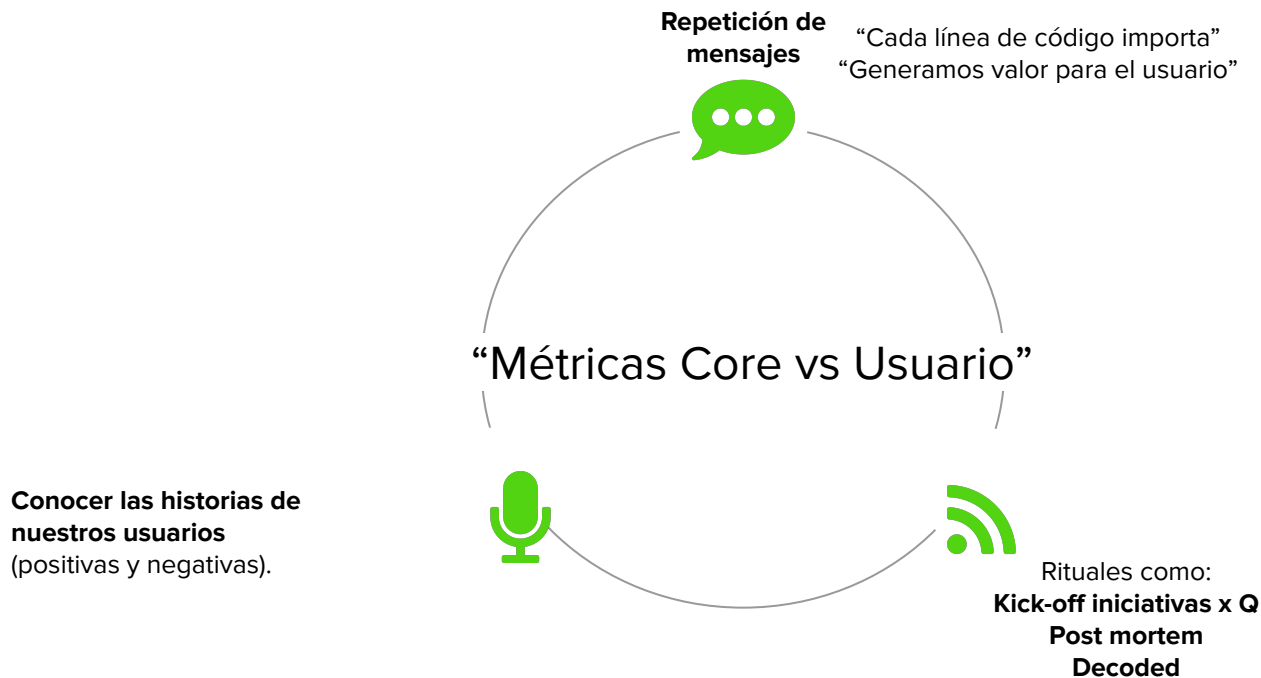 Repetición de
mensajes
“Cada línea de código importa”
“Generamos valor para el usuario”
“Métricas Core vs Usuario”
Conocer las historias de
nuestros usuarios
(positivas y negativas).
Rituales como:
Kick-off iniciativas x Q
Post mortem
Decoded